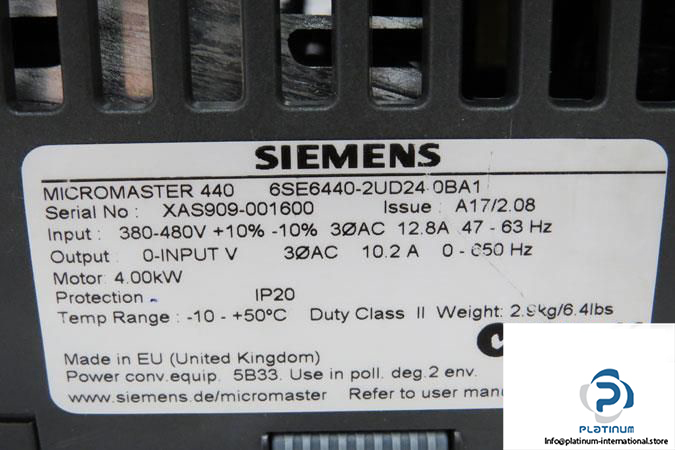 SIEMENS
MICROMASTER 440 6SE6440-2UD24-0BA1
Serial No : XAS909-001600 Issue : A17/2.08
Input : 380-480V +10% -10% 3ØAC 12.8A 47 - 63 Hz
Output : 0-INPUT V 3ØAC 10.2 A 0 - 650 Hz
Motor: 4.00kW
Protection - IP20
Temp Range : -10 - +50°C Duty Class II Weight: 2.9kg/6.4lbs
Made in EU (United Kingdom)
Power conv.equip. 5B33. Use in poll. deg.2 env.
www.siemens.de/micromaster Refer to user manu
PLATINUM
Info@platinum-international.store